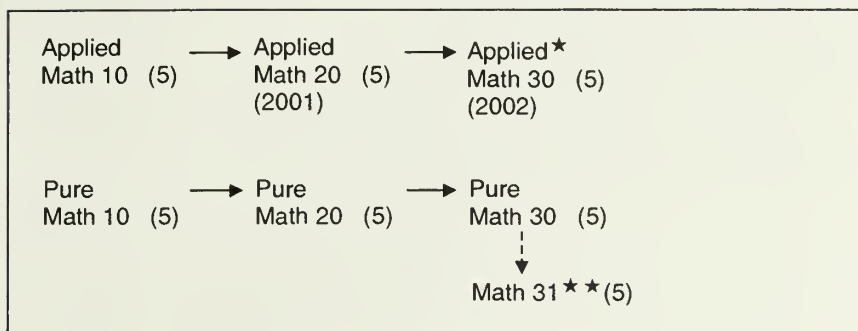 Applied Applied Applied★
Math 10 (5) Math 20 (5) Math 30 (5)
(2001) (2002)
Pure Pure Pure
Math 10 (5) Math 20 (5) Math 30 (5)
Math 31★★(5)